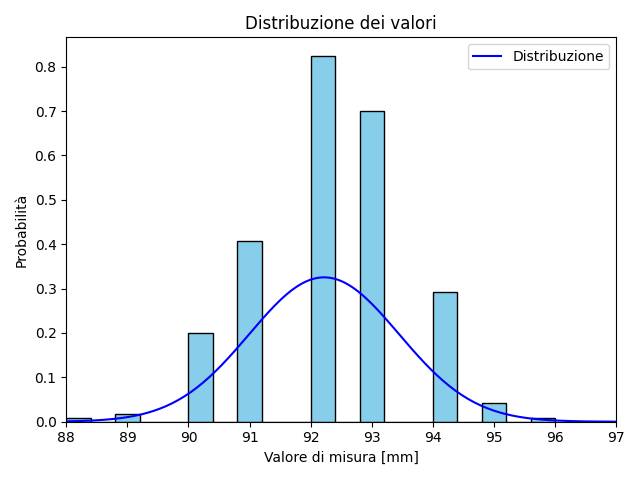 Distribuzione dei valori
Distribuzione
Probabilità
0.8
0.7
0.6
0.5
0.4
0.3
0.2
0.1
0.0
88 89 90 91 92 93 94 95 96 97
Valore di misura [mm]